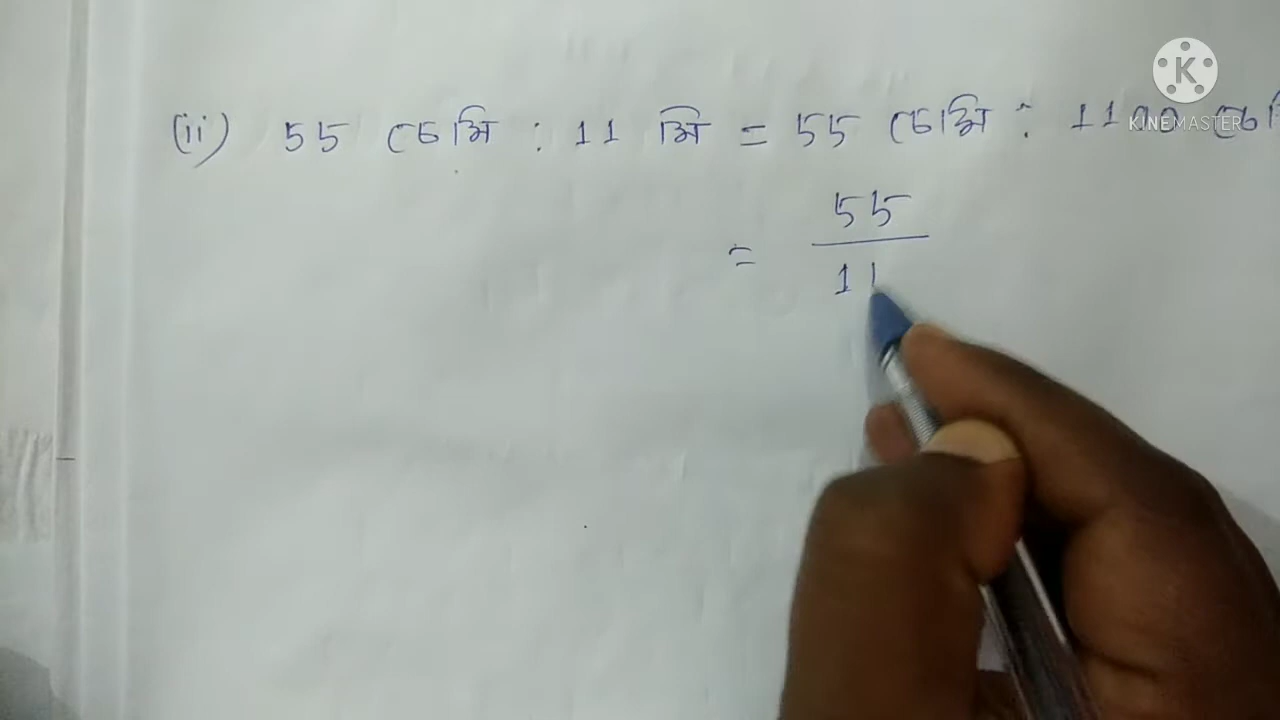 (ii) 55 চেমি : 11 মি = 55 চেমি : 1100 চেমি
= 55
11
KINEMASTER